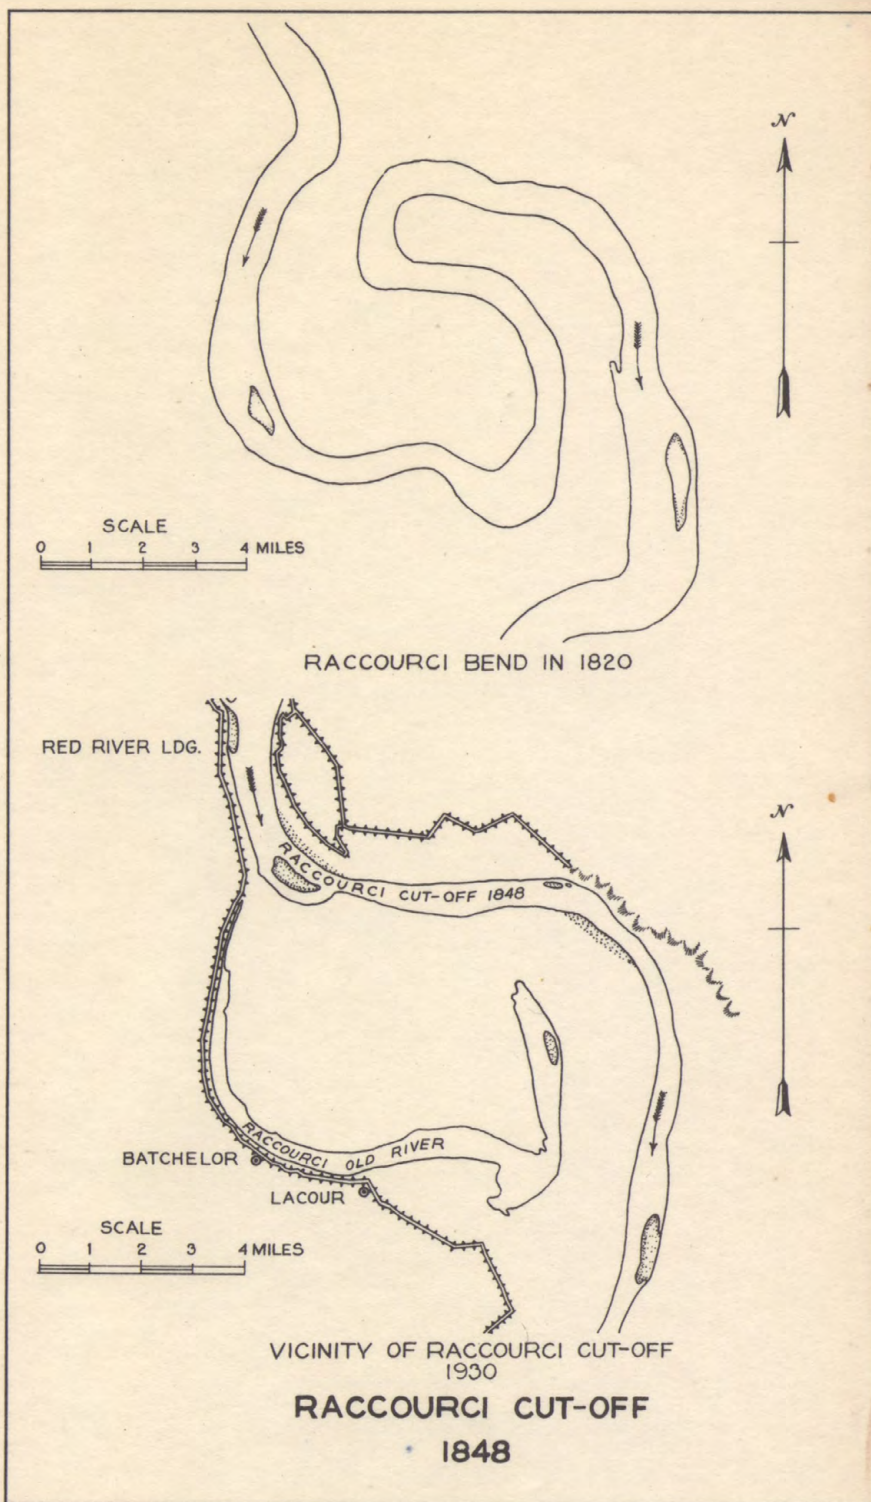 N
SCALE
0 1 2 3 4 MILES
RACCOURCI BEND IN 1820
RED RIVER LDG.
N
RACCOURCI CUT-OFF 1848
RACCOURCI OLD RIVER
BATCHELOR
LACOUR
SCALE
0 1 2 3 4 MILES
VICINITY OF RACCOURCI CUT-OFF
1930
RACCOURCI CUT-OFF
1848